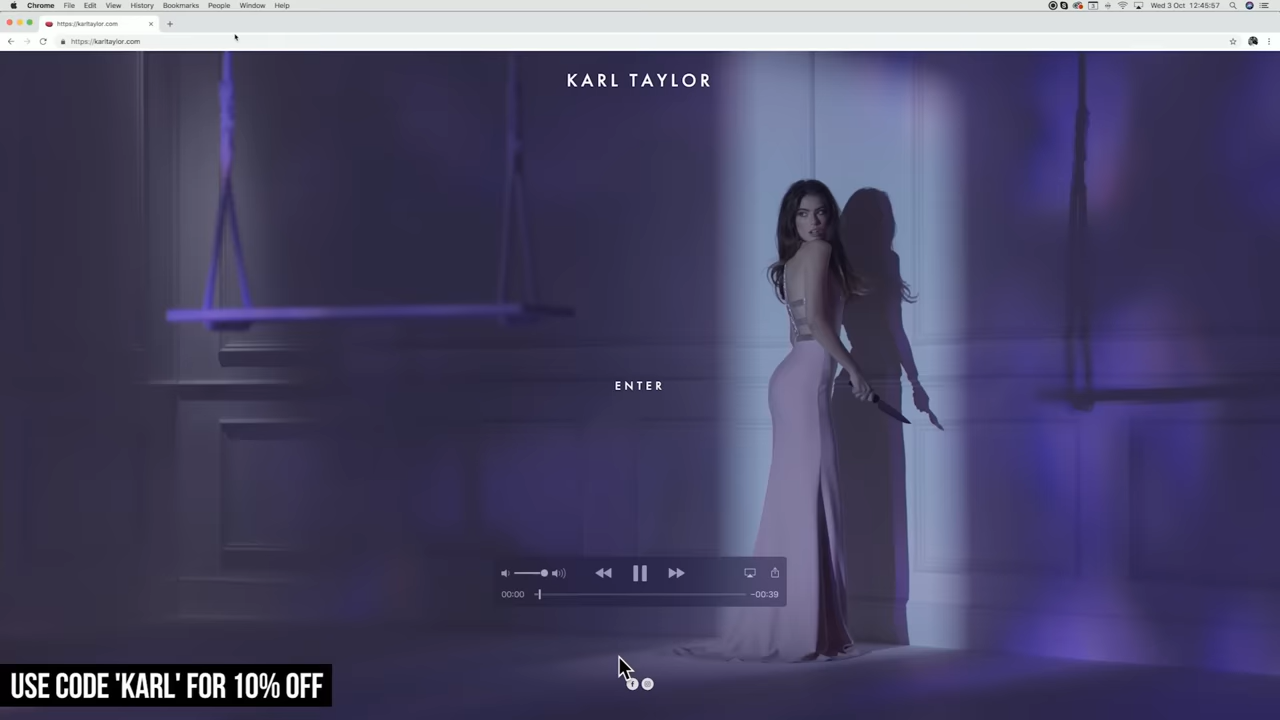 Chrome File Edit View History Bookmarks People Window Help
3
Wed 3 Oct 12:45:57
https://karltaylor.com
https://karltaylor.com
KARL TAYLOR
ENTER
00:00
-00:39
f
USE CODE 'KARL' FOR 10% OFF